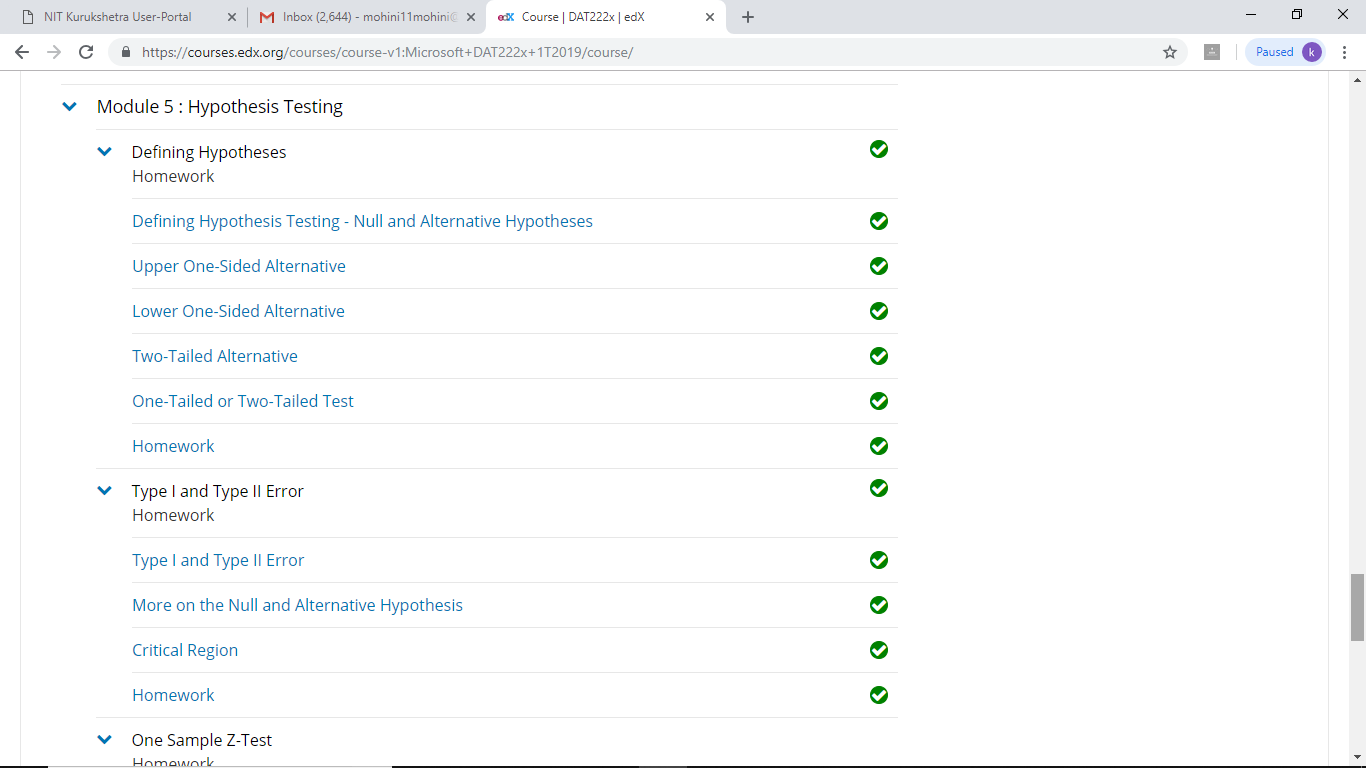 NIT Kurukshetra User-Portal
Inbox (2,644) - mohini11mohini
edX Course | DAT222x | edX
https://courses.edx.org/courses/course-v1:Microsoft+DAT222x+1T2019/course/
Paused k
Module 5 : Hypothesis Testing
Defining Hypotheses
Homework
Defining Hypothesis Testing - Null and Alternative Hypotheses
Upper One-Sided Alternative
Lower One-Sided Alternative
Two-Tailed Alternative
One-Tailed or Two-Tailed Test
Homework
Type I and Type II Error
Homework
Type I and Type II Error
More on the Null and Alternative Hypothesis
Critical Region
Homework
One Sample Z-Test
Homework